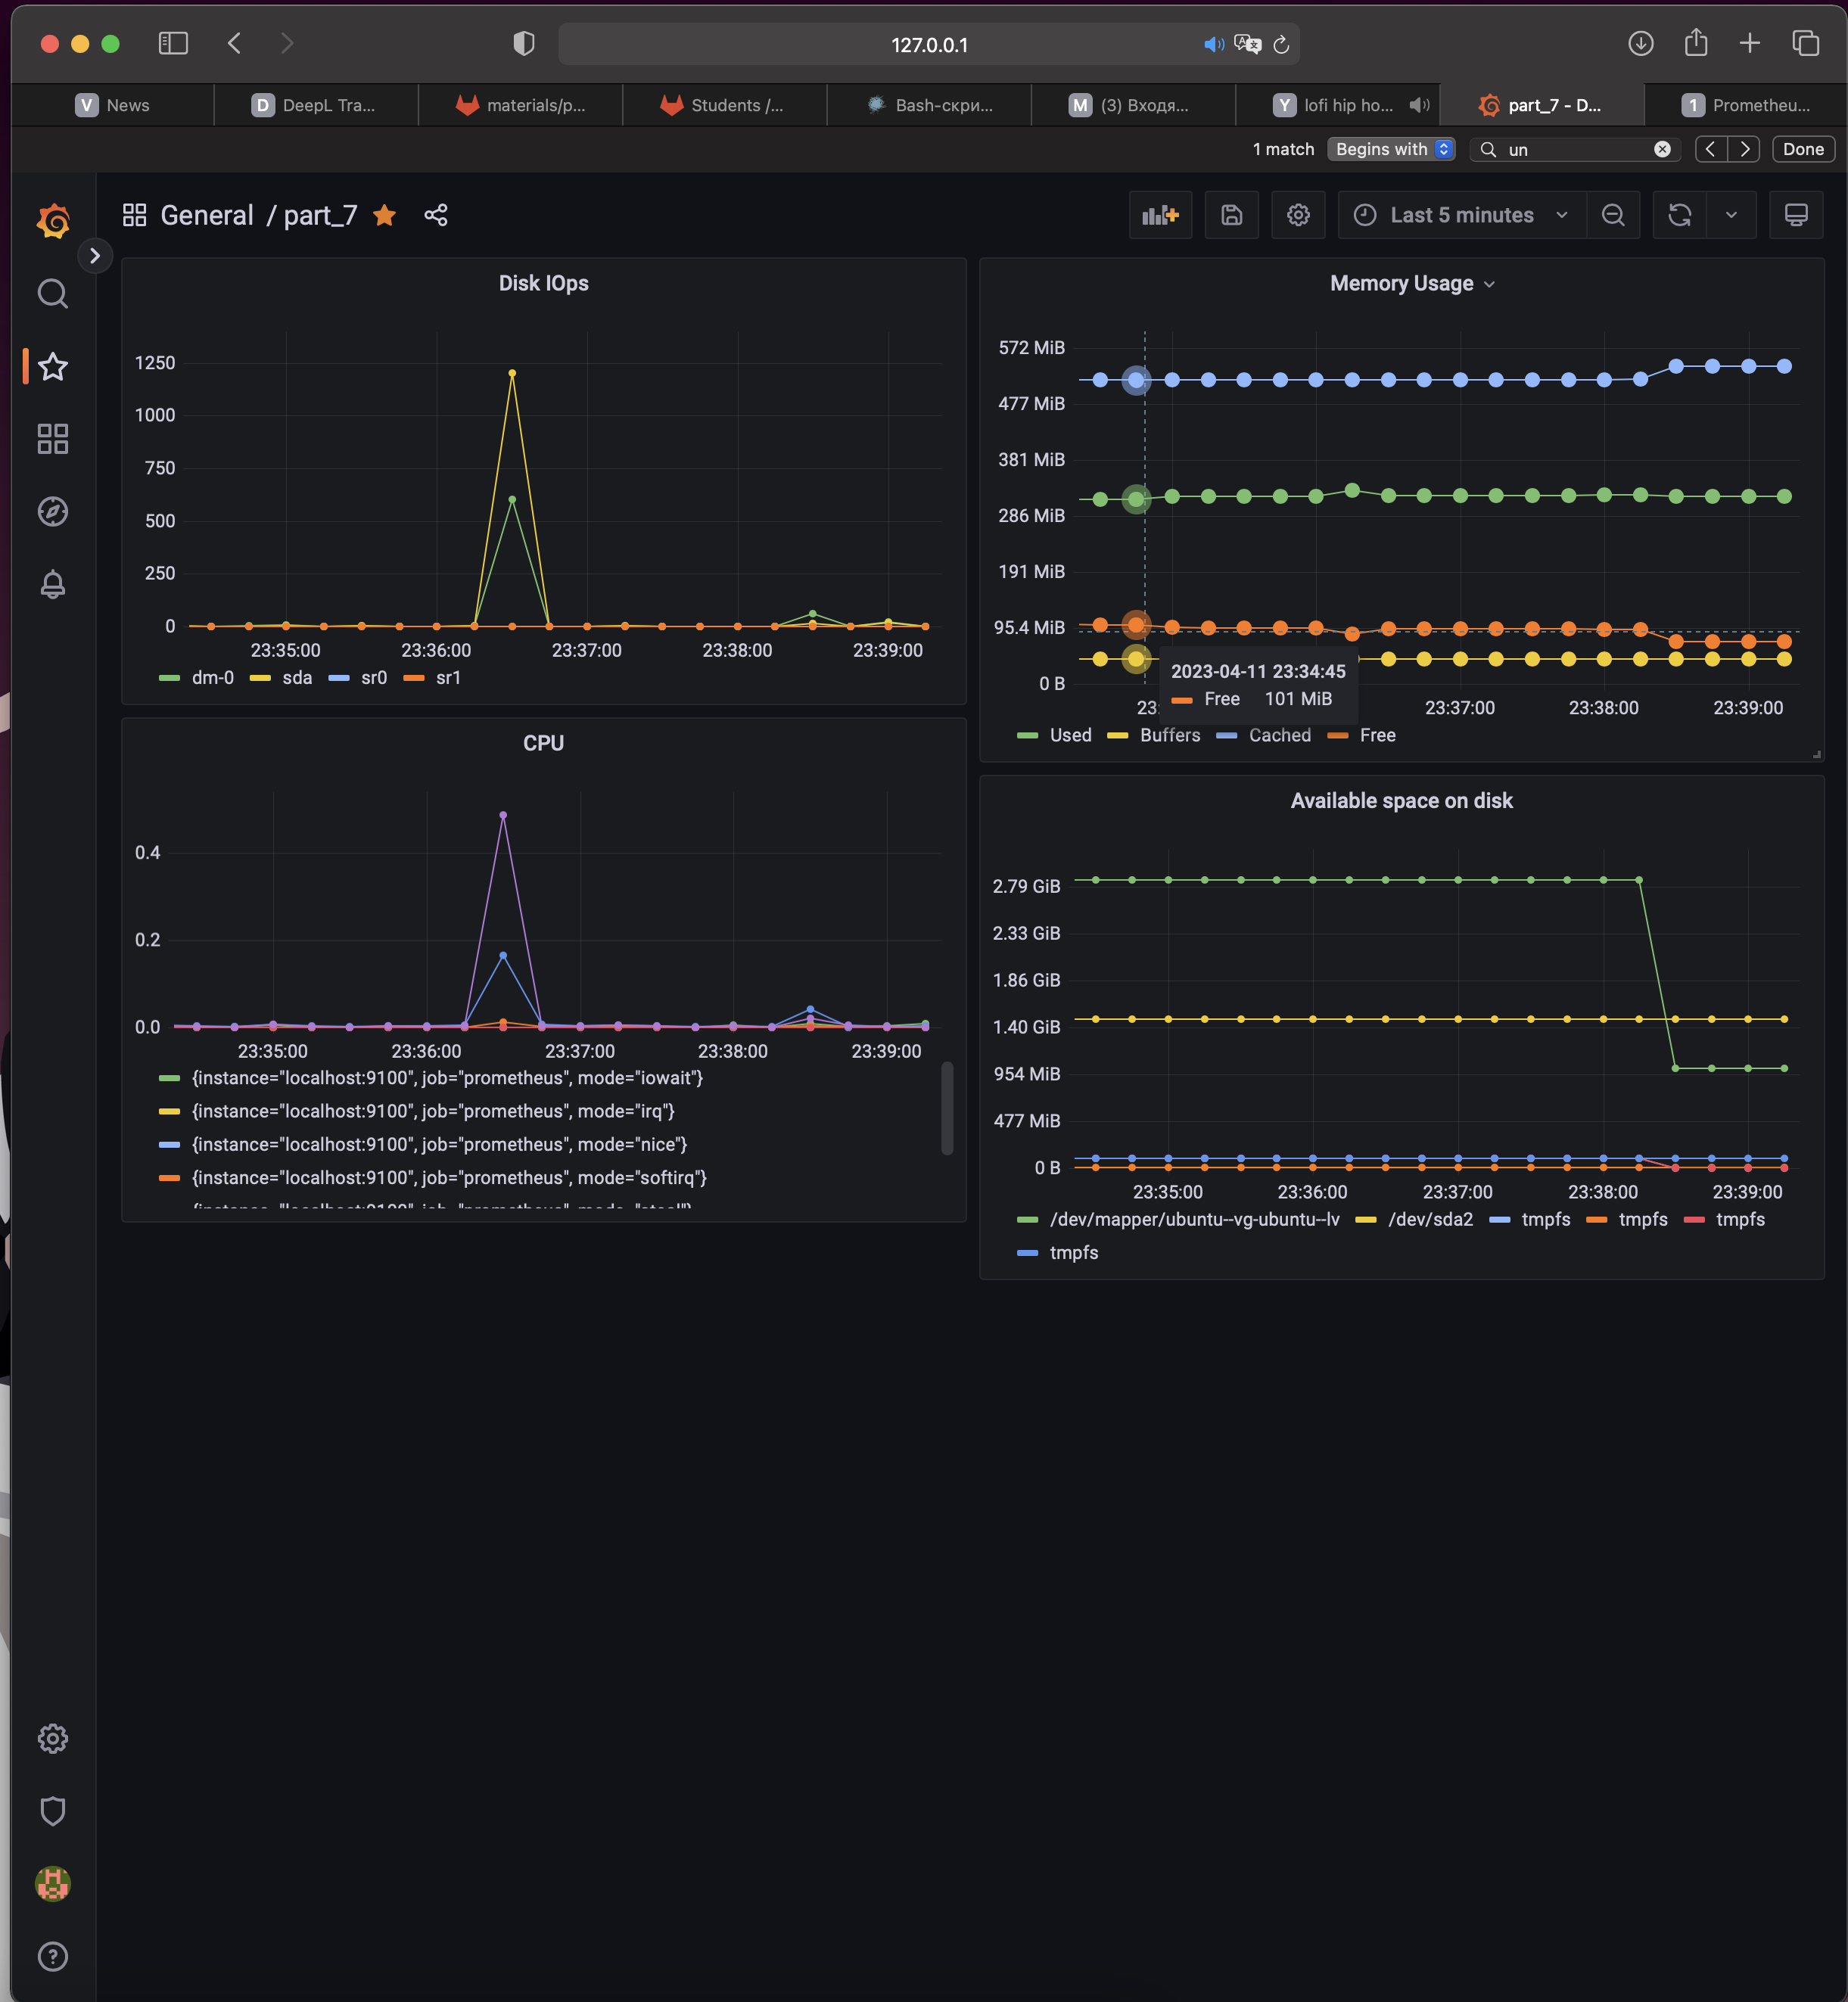 127.0.0.1
V News
D DeepL Tra...
materials/p...
Students /...
Bash-скри...
M (3) Входя...
Y lofi hip ho...
part_7 - D...
1 Prometheu...
1 match Begins with un Done
General / part_7
Last 5 minutes
Disk IOps
1250
1000
750
500
250
0
23:35:00 23:36:00 23:37:00 23:38:00 23:39:00
dm-0 sda sr0 sr1
Memory Usage
572 MiB
477 MiB
381 MiB
286 MiB
191 MiB
95.4 MiB
0 B
2023-04-11 23:34:45
Free 101 MiB
23: 23:37:00 23:38:00 23:39:00
Used Buffers Cached Free
CPU
0.4
0.2
0.0
23:35:00 23:36:00 23:37:00 23:38:00 23:39:00
{instance="localhost:9100", job="prometheus", mode="iowait"}
{instance="localhost:9100", job="prometheus", mode="irq"}
{instance="localhost:9100", job="prometheus", mode="nice"}
{instance="localhost:9100", job="prometheus", mode="softirq"}
{instance="localhost:9100", job="prometheus", mode="steal"}
Available space on disk
2.79 GiB
2.33 GiB
1.86 GiB
1.40 GiB
954 MiB
477 MiB
0 B
23:35:00 23:36:00 23:37:00 23:38:00 23:39:00
/dev/mapper/ubuntu--vg-ubuntu--lv /dev/sda2 tmpfs tmpfs tmpfs
tmpfs